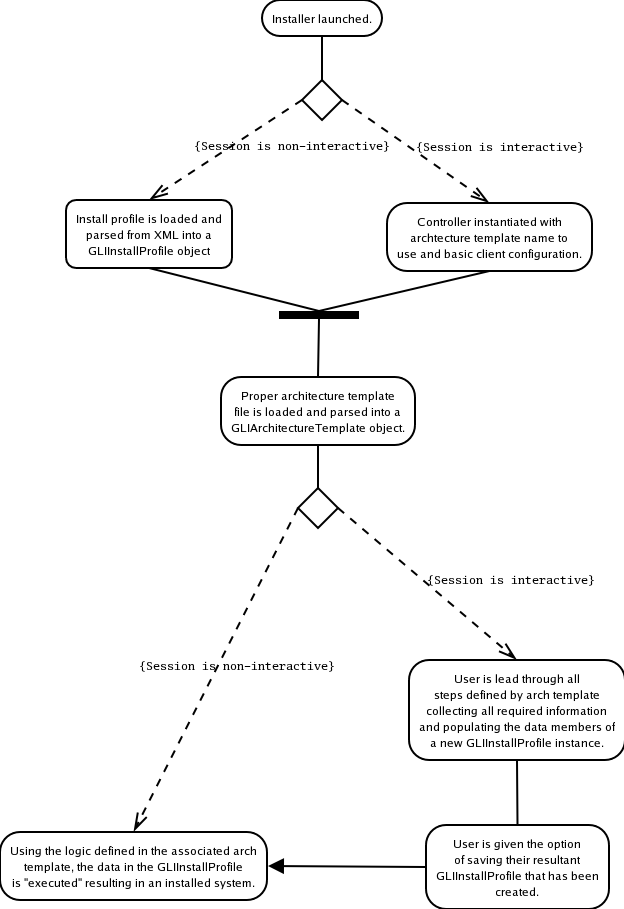 Installer launched.
{Session is non-interactive}
{Session is interactive}
Install profile is loaded and
parsed from XML into a
GLIInstallProfile object
Controller instantiated with
archtecture template name to
use and basic client configuration.
Proper architecture template
file is loaded and parsed into a
GLIArchitectureTemplate object.
{Session is interactive}
{Session is non-interactive}
User is lead through all
steps defined by arch template
collecting all required information
and populating the data members of
a new GLIInstallProfile instance.
Using the logic defined in the associated arch
template, the data in the GLIInstallProfile
is "executed" resulting in an installed system.
User is given the option
of saving their resultant
GLIInstallProfile that has been
created.